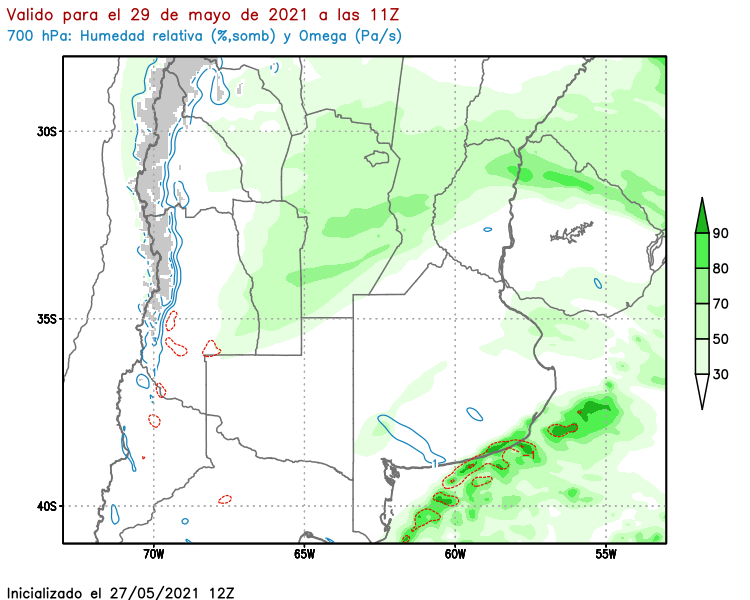 Valido para el 29 de mayo de 2021 a las 11Z
700 hPa: Humedad relativa (%,somb) y Omega (Pa/s)
30S
35S
40S
70W
65W
60W
55W
90
80
70
50
30
1
Inicializado el 27/05/2021 12Z